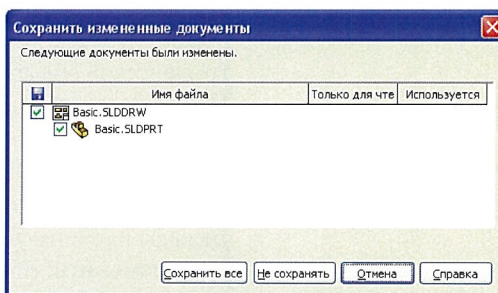 Сохранить измененные документы
Следующие документы были изменены.
Имя файла Только для чте Используется
Basic.SLDDRW
Basic.SLDPRT
Сохранить все Не сохранять Отмена Справка